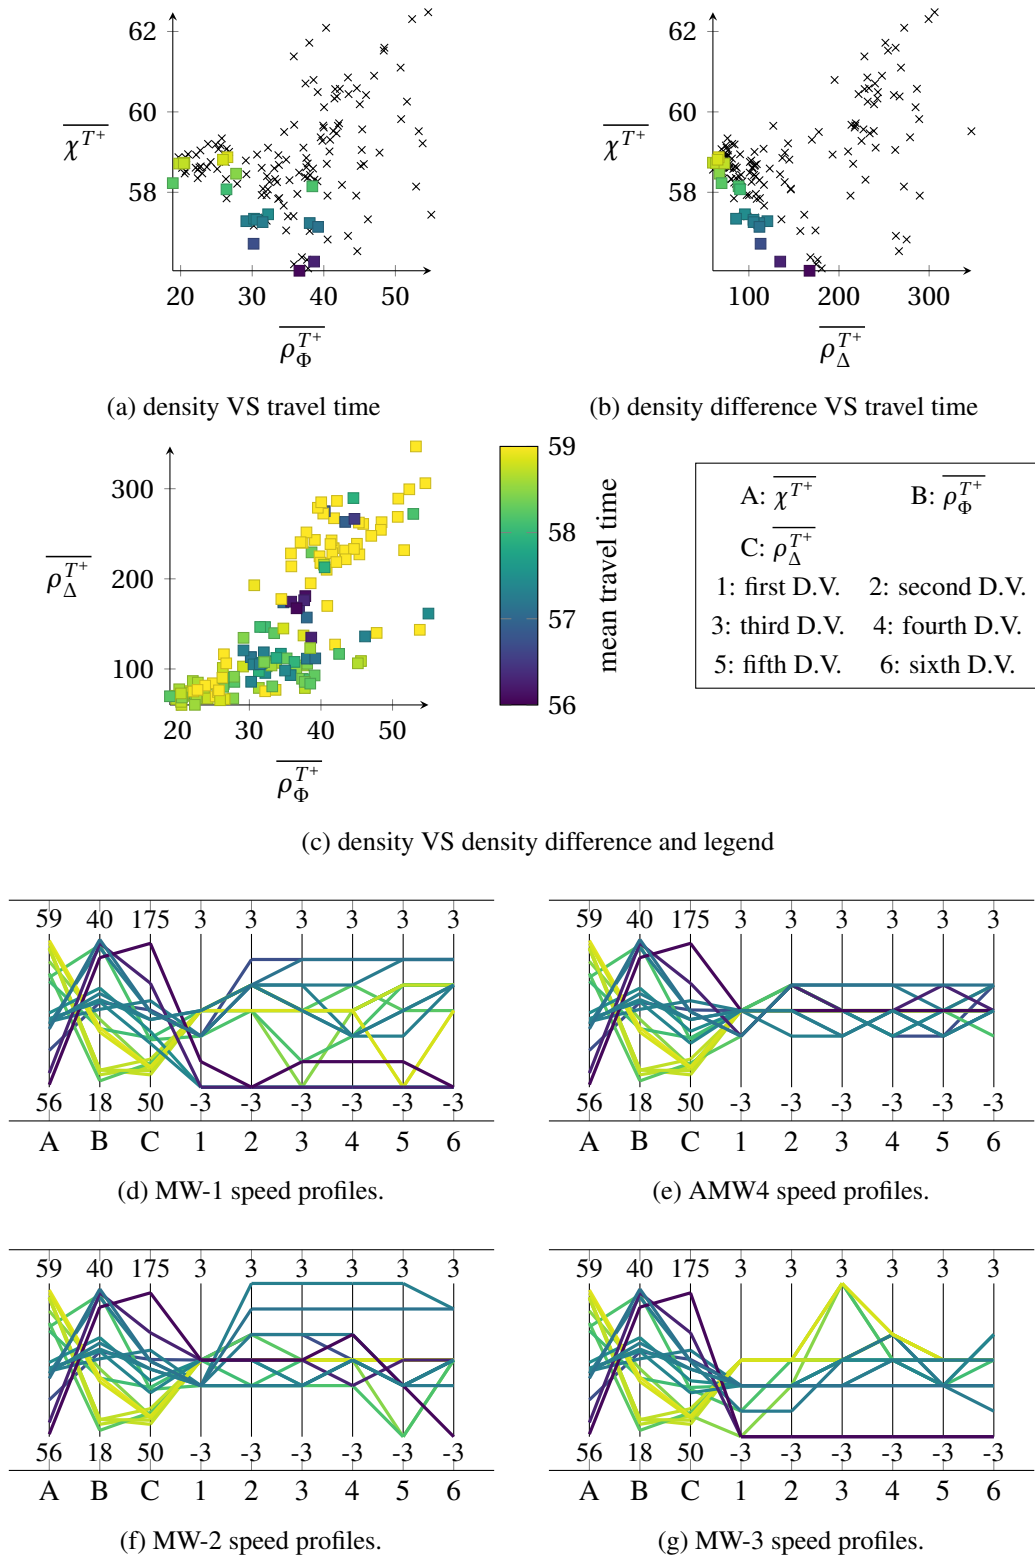 62
60
58
χ^T+
20 30 40 50
ρ_Φ^T+
(a) density VS travel time
62
60
58
χ^T+
100 200 300
ρ_Δ^T+
(b) density difference VS travel time
300
200
100
ρ_Δ^T+
20 30 40 50
ρ_Φ^T+
59
58
57
56
mean travel time
A: χ^T+ B: ρ_Φ^T+
C: ρ_Δ^T+
1: first D.V. 2: second D.V.
3: third D.V. 4: fourth D.V.
5: fifth D.V. 6: sixth D.V.
(c) density VS density difference and legend
59 40 175 3 3 3 3 3 3
56 18 50 -3 -3 -3 -3 -3 -3
A B C 1 2 3 4 5 6
(d) MW-1 speed profiles.
59 40 175 3 3 3 3 3 3
56 18 50 -3 -3 -3 -3 -3 -3
A B C 1 2 3 4 5 6
(e) AMW4 speed profiles.
59 40 175 3 3 3 3 3 3
56 18 50 -3 -3 -3 -3 -3 -3
A B C 1 2 3 4 5 6
(f) MW-2 speed profiles.
59 40 175 3 3 3 3 3 3
56 18 50 -3 -3 -3 -3 -3 -3
A B C 1 2 3 4 5 6
(g) MW-3 speed profiles.